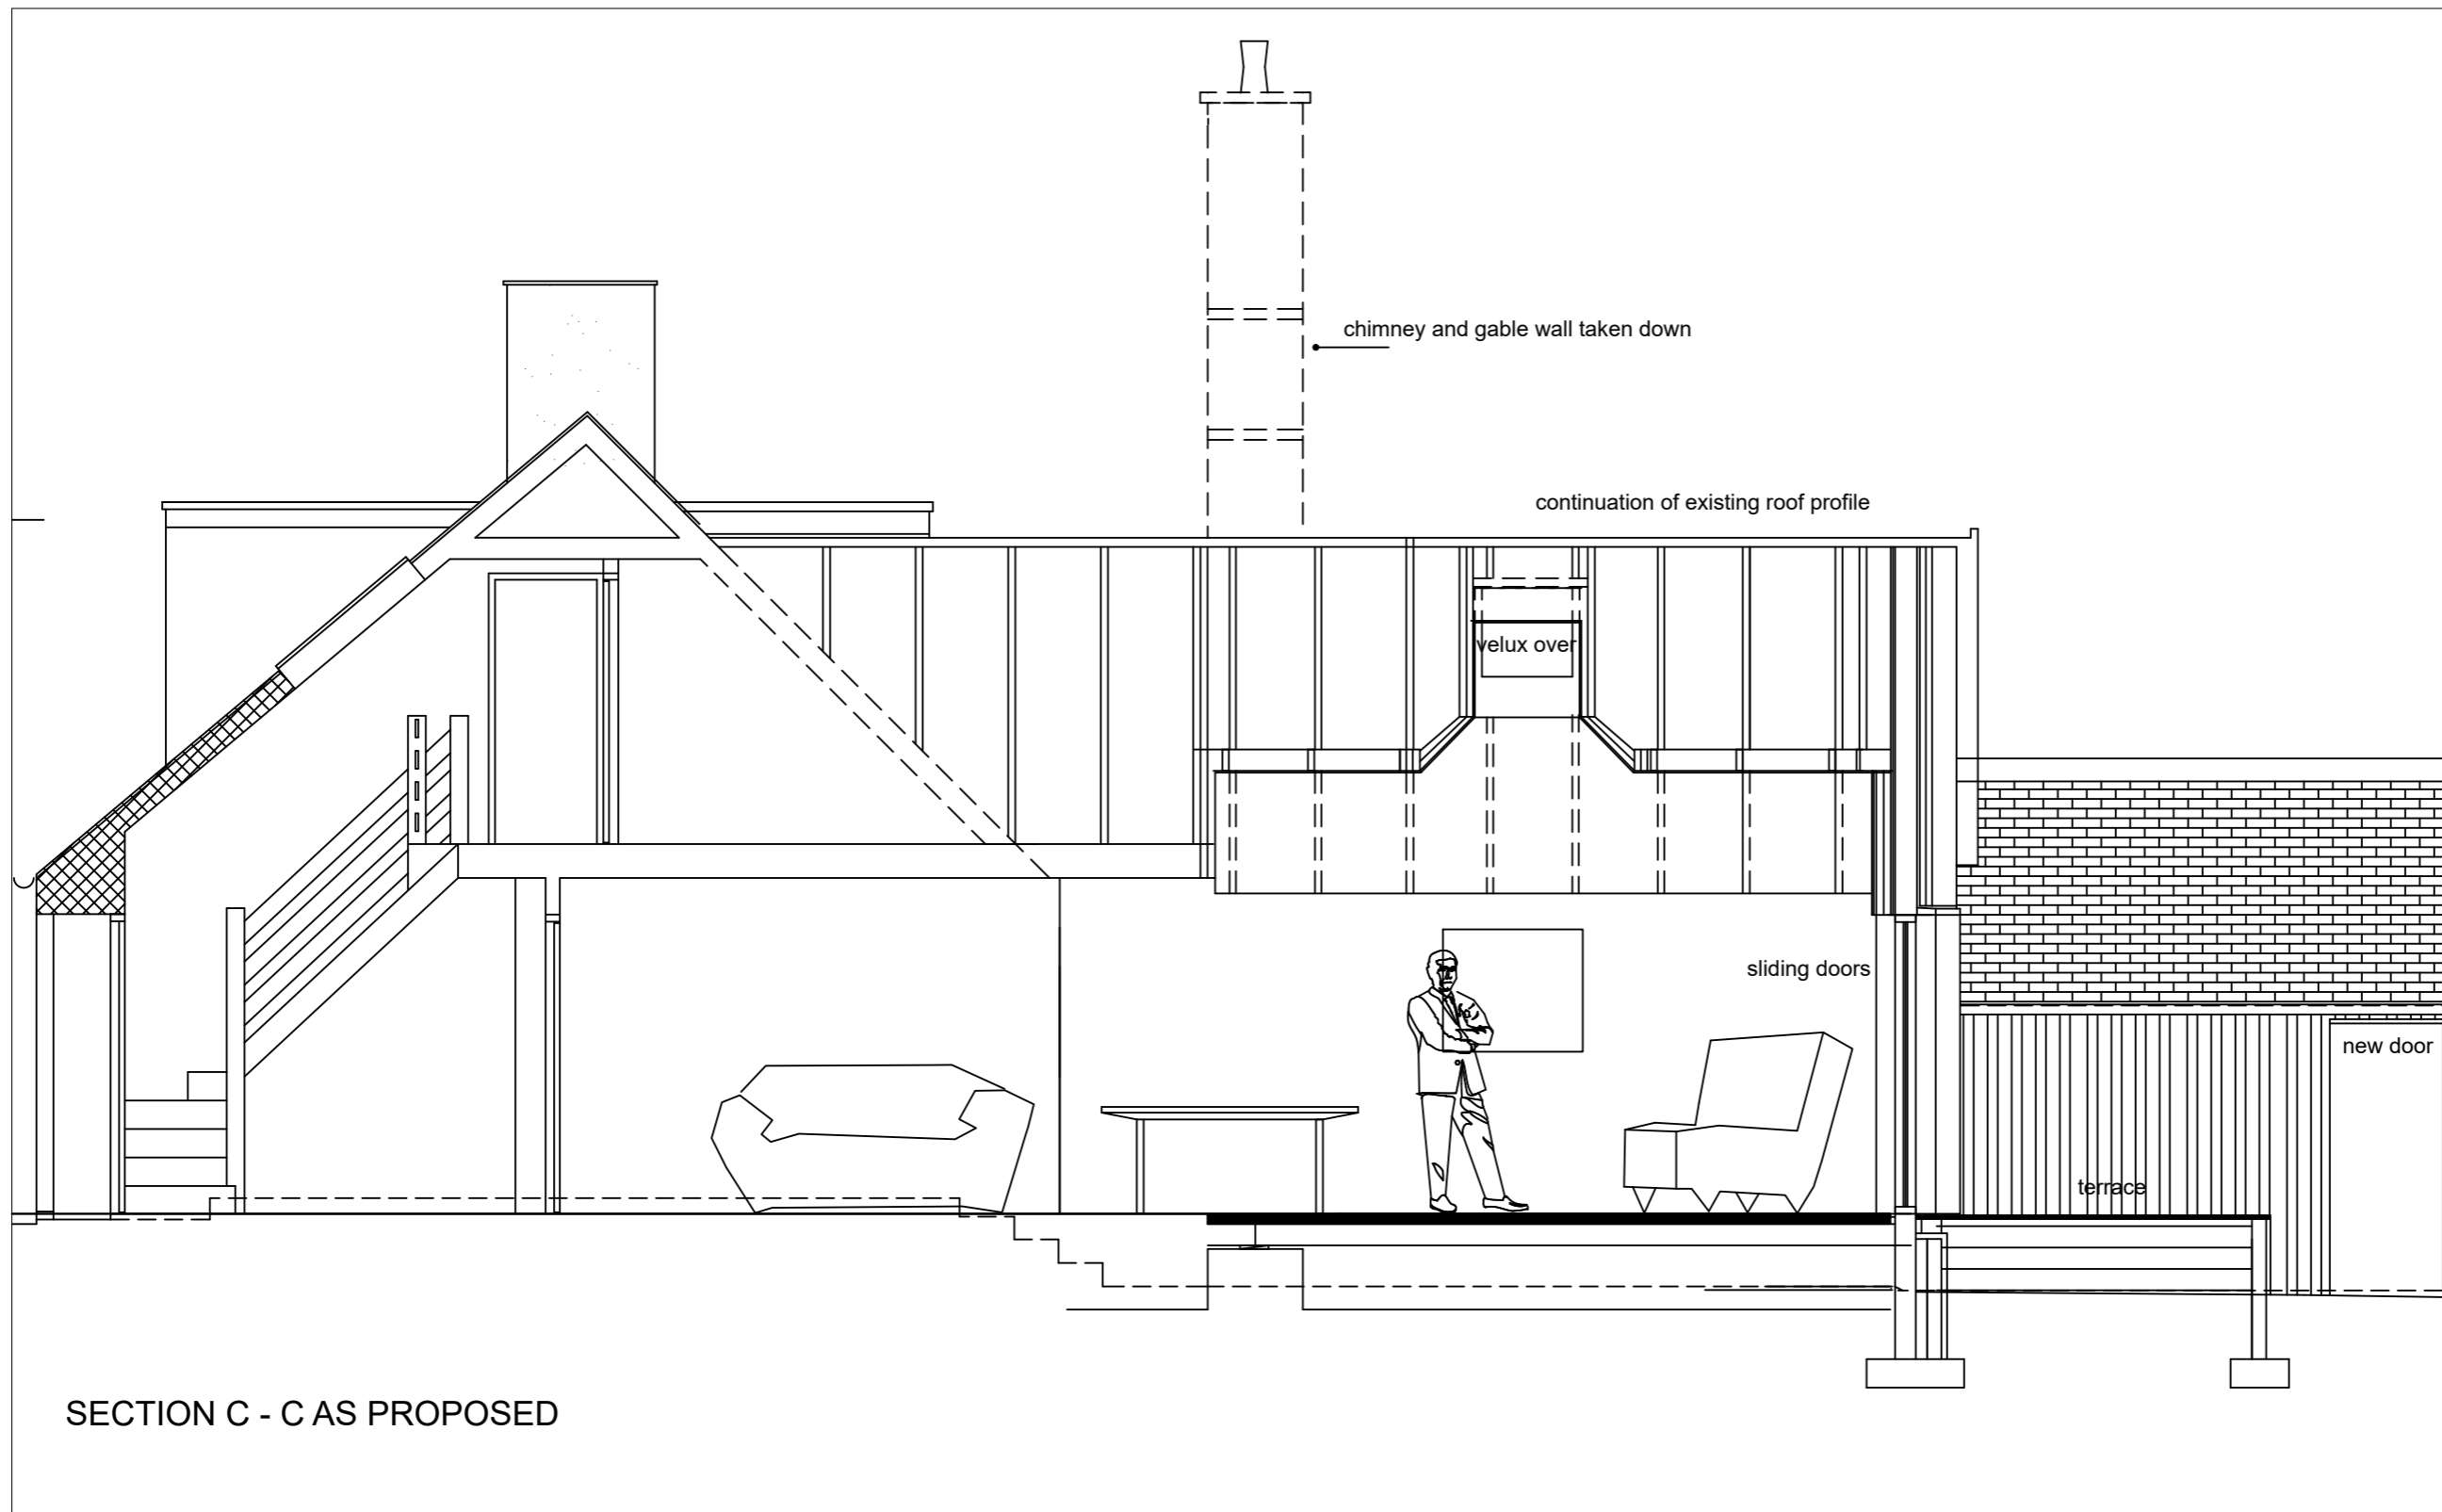 chimney and gable wall taken down
continuation of existing roof profile
velux over
sliding doors
new door
terrace
SECTION C - C AS PROPOSED